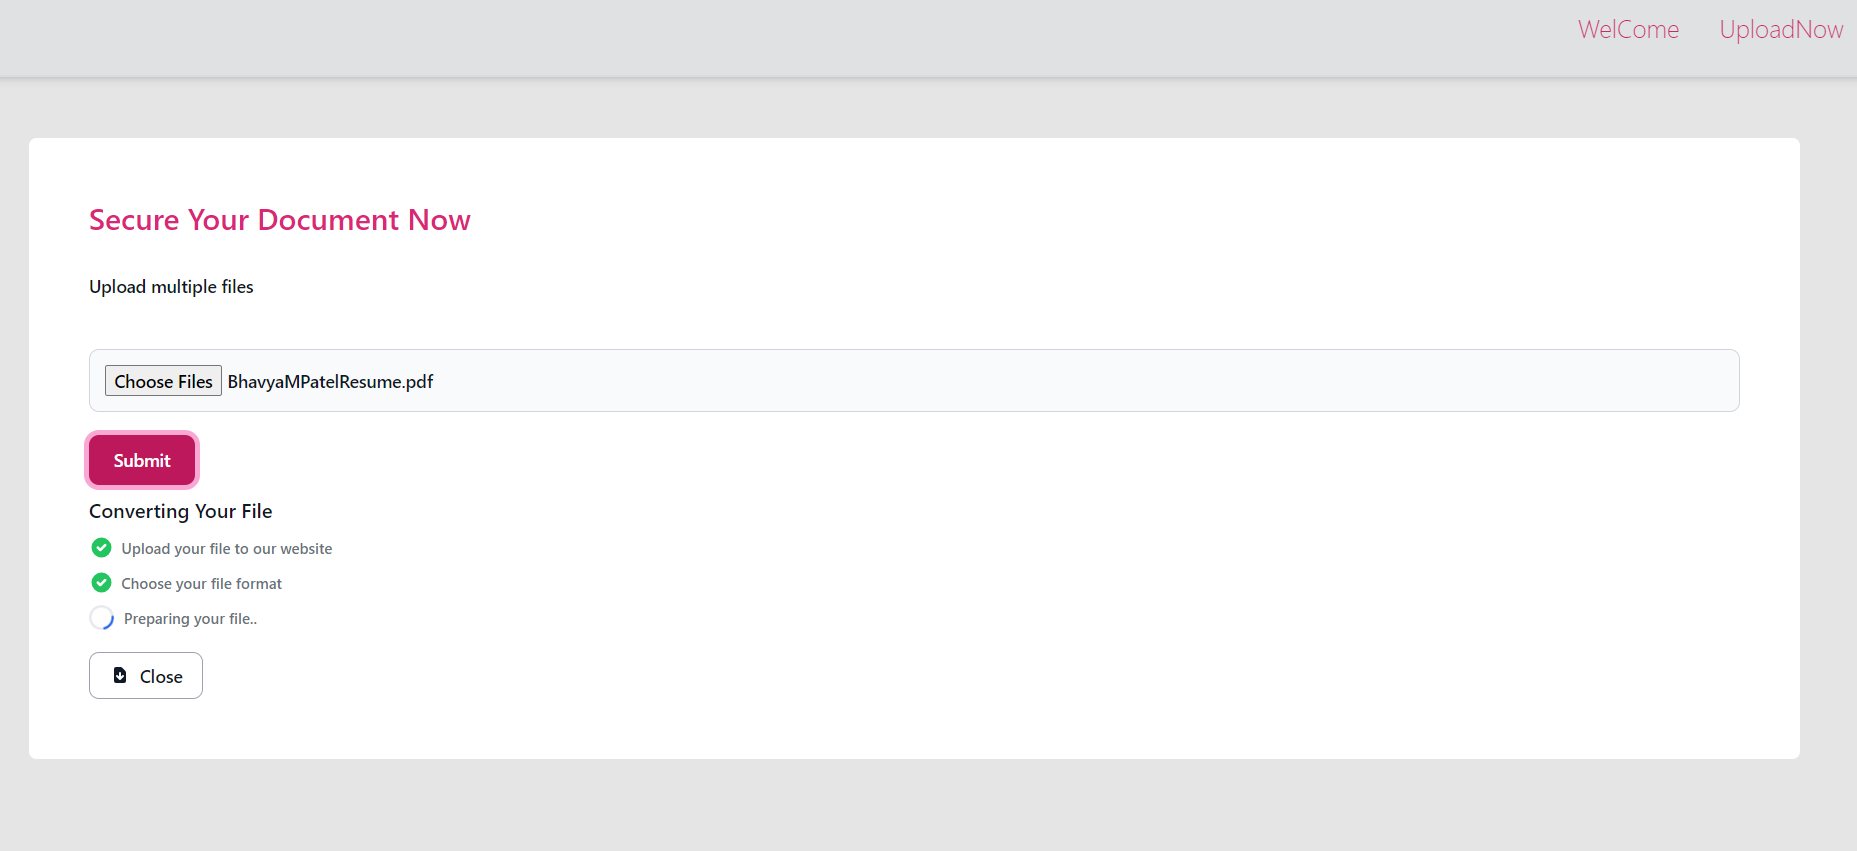 WelCome UploadNow
Secure Your Document Now
Upload multiple files
Choose Files BhavyaMPatelResume.pdf
Submit
Converting Your File
Upload your file to our website
Choose your file format
Preparing your file..
Close